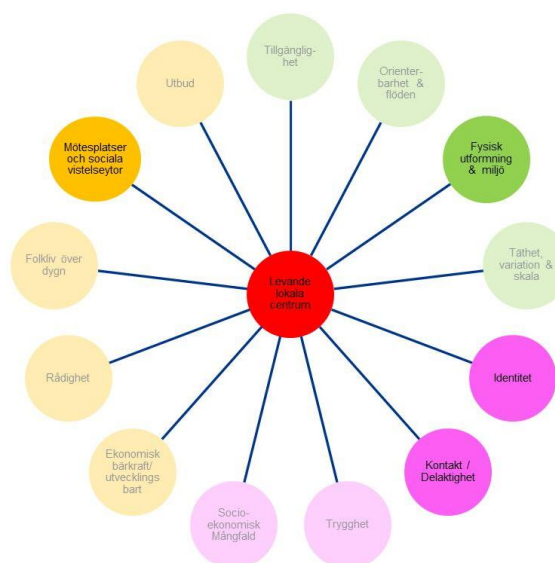 Tillgänglig-
het
Orienter-
barhet &
flöden
Utbud
Mötesplatser
och sociala
vistelseytor
Fysisk
utformning
& miljö
Folkliv över
dygn
Täthet,
variation &
skala
Levande
lokala
centrum
Rådighet
Identitet
Ekonomisk
bärkraft/
utvecklings
bart
Kontakt /
Delaktighet
Socio-
ekonomisk
Mångfald
Trygghet